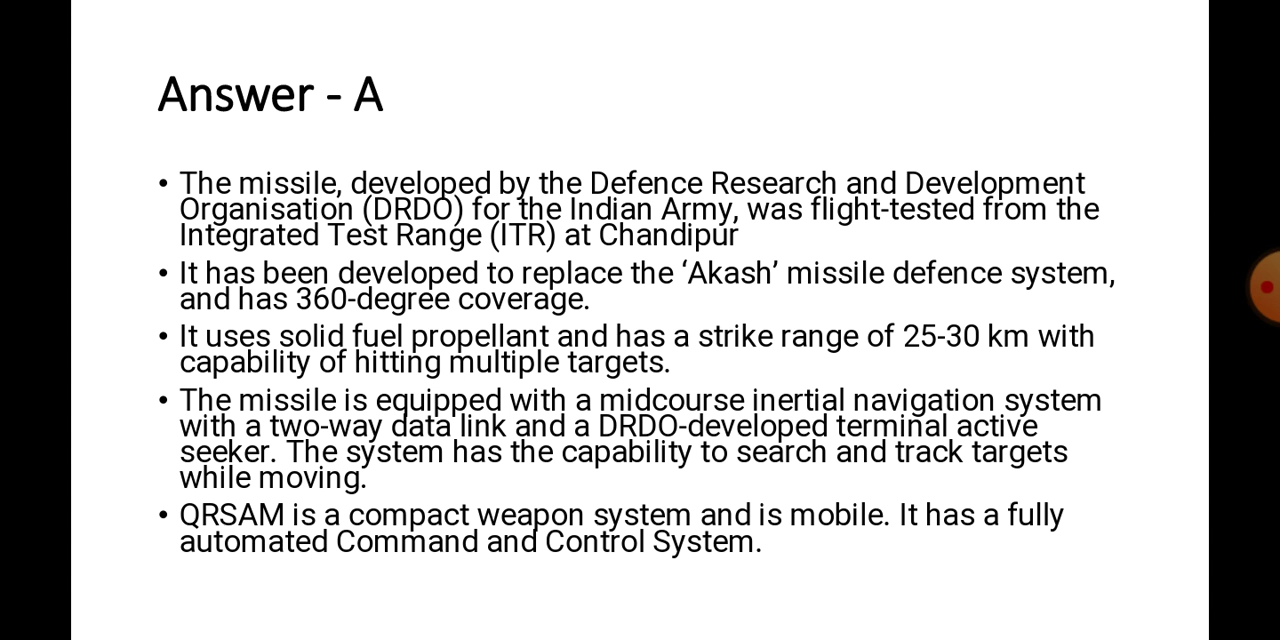 Answer - A
• The missile, developed by the Defence Research and Development
Organisation (DRDO) for the Indian Army, was flight-tested from the
Integrated Test Range (ITR) at Chandipur
• It has been developed to replace the ‘Akash’ missile defence system,
and has 360-degree coverage.
• It uses solid fuel propellant and has a strike range of 25-30 km with
capability of hitting multiple targets.
• The missile is equipped with a midcourse inertial navigation system
with a two-way data link and a DRDO-developed terminal active
seeker. The system has the capability to search and track targets
while moving.
• QRSAM is a compact weapon system and is mobile. It has a fully
automated Command and Control System.